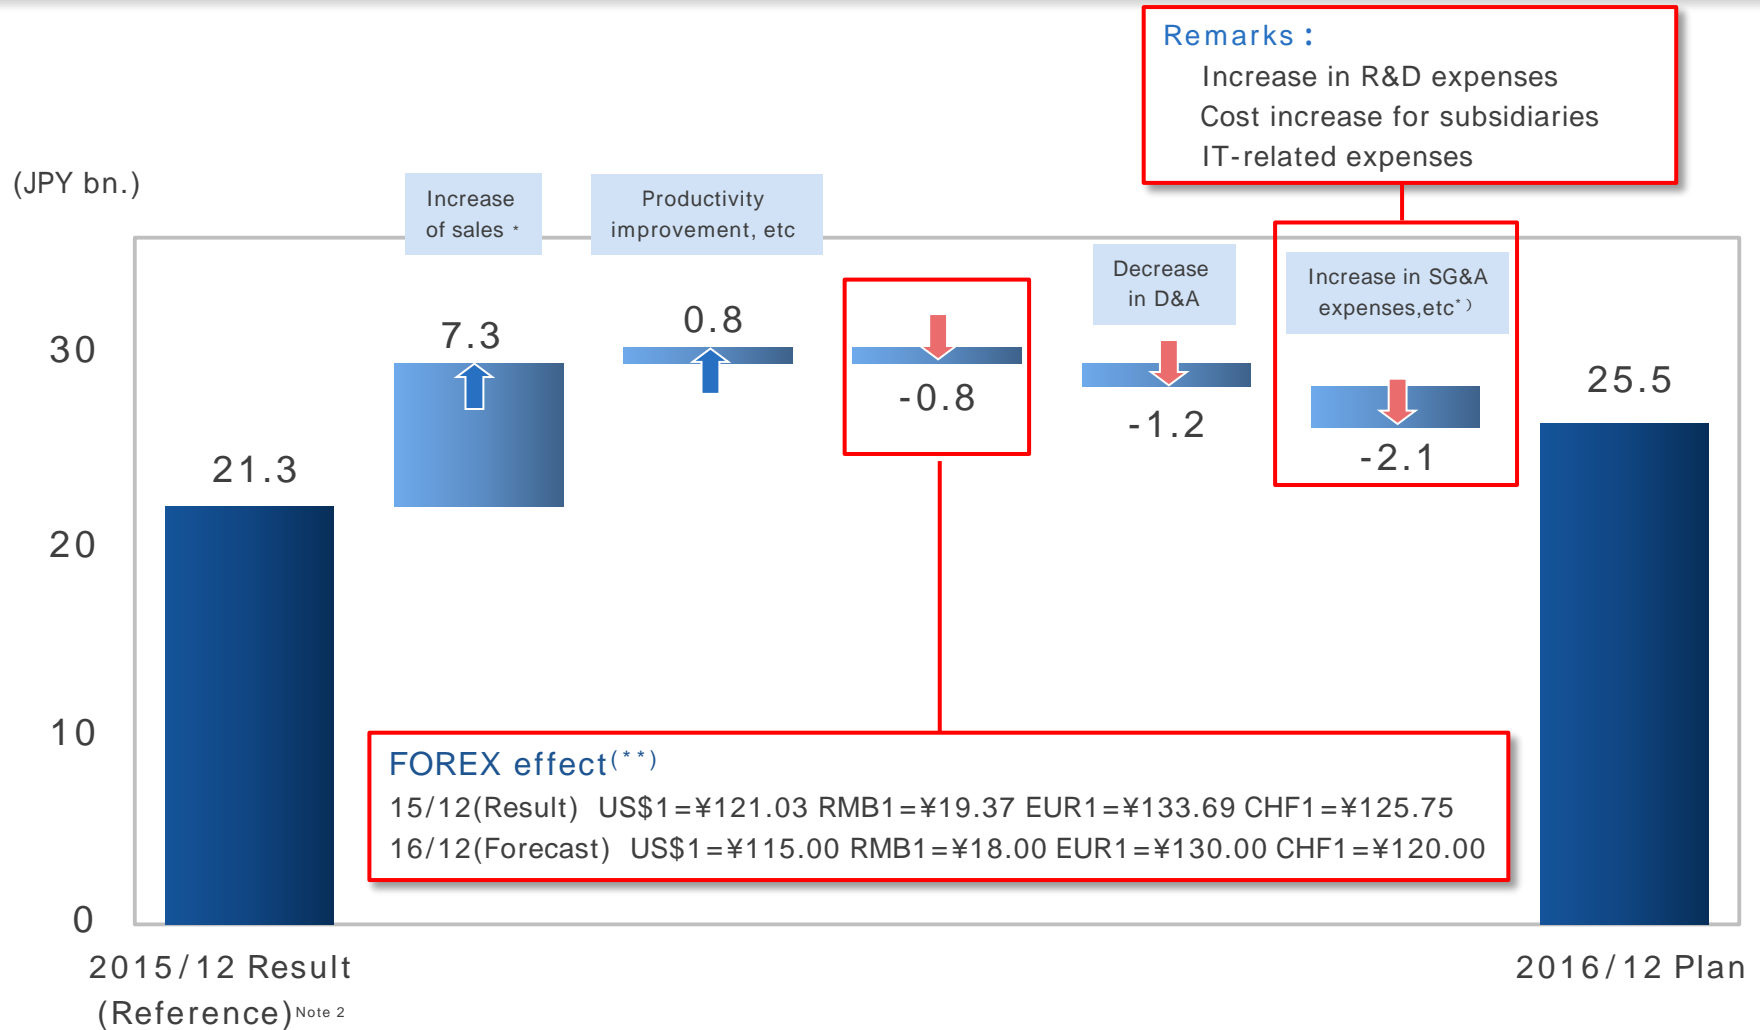 Remarks：
Increase in R&D expenses
Cost increase for subsidiaries
IT-related expenses
(JPY bn.)
Increase
of sales *
Productivity
improvement, etc
Decrease
in D&A
Increase in SG&A
expenses,etc*）
30
20
10
0
21.3
7.3
0.8
-0.8
-1.2
-2.1
25.5
FOREX effect(**)
15/12(Result) US$1=¥121.03 RMB1=¥19.37 EUR1=¥133.69 CHF1=¥125.75
16/12(Forecast) US$1=¥115.00 RMB1=¥18.00 EUR1=¥130.00 CHF1=¥120.00
2015/12 Result
(Reference) Note 2
2016/12 Plan